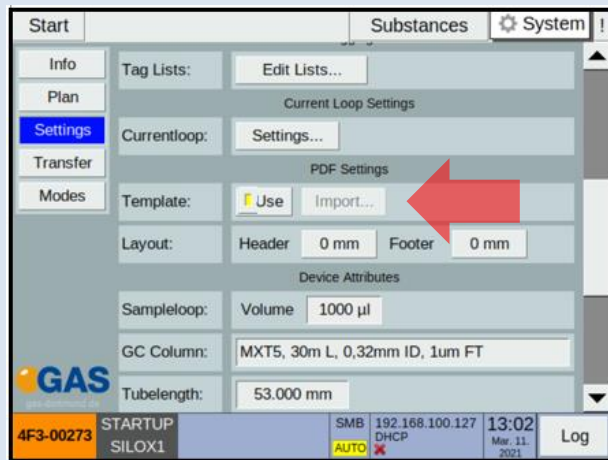 Start
Substances
System
!
Info
Plan
Settings
Transfer
Modes
Tag Lists:
Edit Lists...
Current Loop Settings
Currentloop:
Settings...
PDF Settings
Template:
Use
Import...
Layout:
Header
0 mm
Footer
0 mm
Device Attributes
Sampleloop:
Volume
1000 µl
GC Column:
MXT5, 30m L, 0,32mm ID, 1um FT
Tubelength:
53.000 mm
GAS
gas-dortmund.de
4F3-00273
STARTUP
SILOX1
SMB
AUTO
192.168.100.127
DHCP
13:02
Mar. 11.
2021
Log